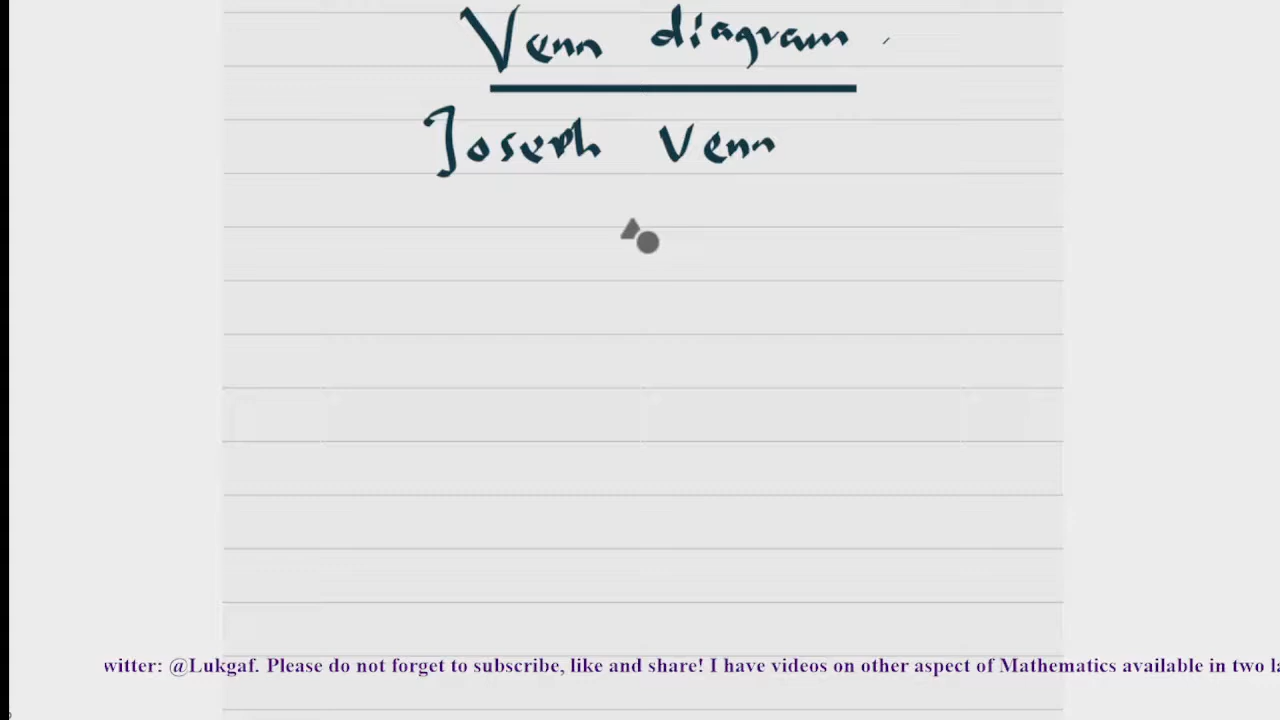 Venn diagram
Joseph Venn
witter: @Lukgaf. Please do not forget to subscribe, like and share! I have videos on other aspect of Mathematics available in two la